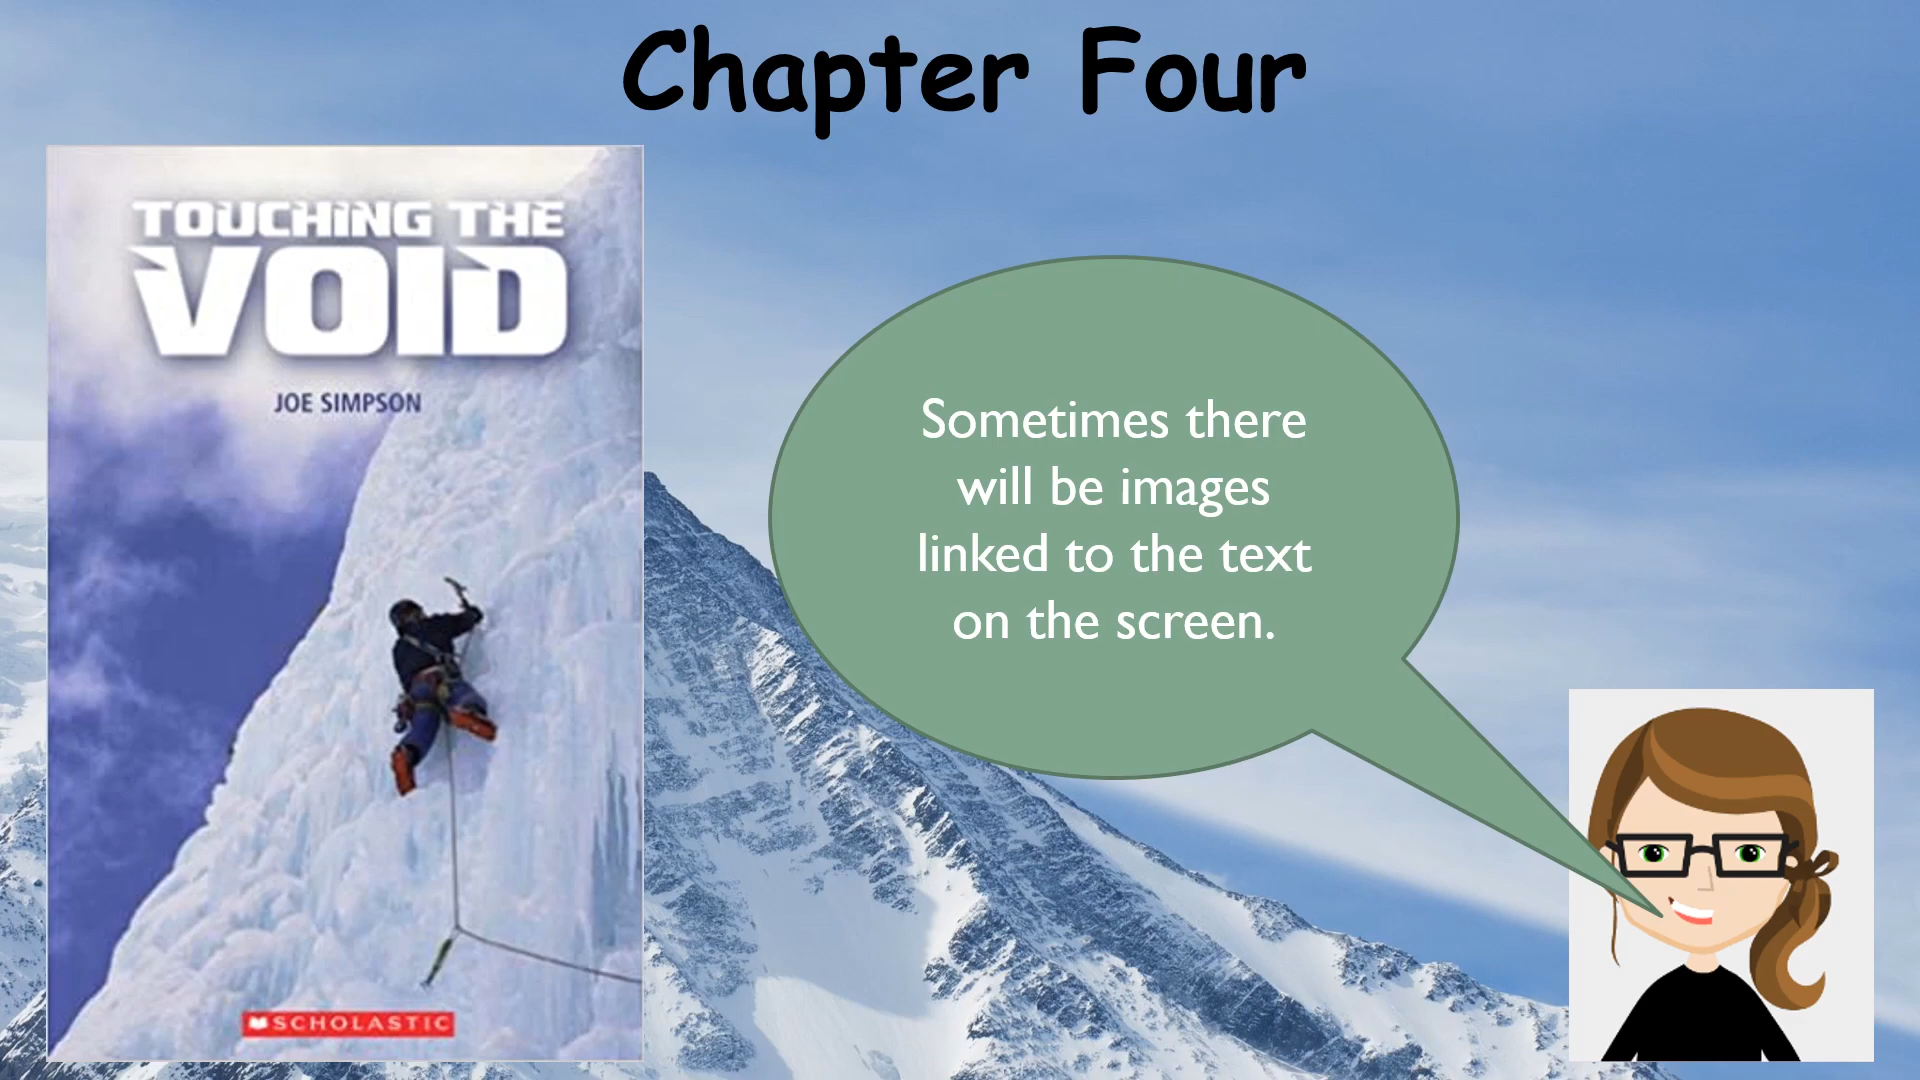 Chapter Four
TOUCHING THE
VOID
JOE SIMPSON
SCHOLASTIC
Sometimes there
will be images
linked to the text
on the screen.